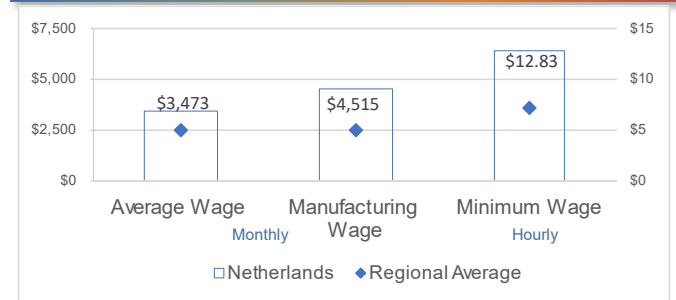 $7,500
$15
$5,000
$10
$2,500
$5
$0
$0
$3,473
$4,515
$12.83
Average Wage
Manufacturing
Wage
Minimum Wage
Monthly
Hourly
Netherlands
Regional Average